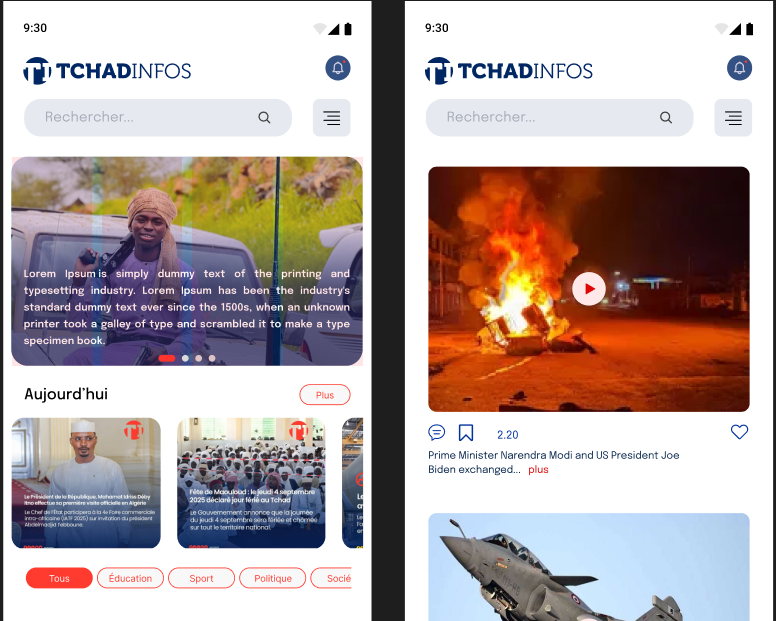 9:30
TCHADINFOS
Rechercher...
Lorem Ipsum is simply dummy text of the printing and
typesetting industry. Lorem Ipsum has been the industry's
standard dummy text ever since the 1500s, when an unknown
printer took a galley of type and scrambled it to make a type
specimen book.
Aujourd'hui
Plus
Le Président de la République, Mahamat Idriss Déby
Itno effectue sa première visite officielle en Algérie
Le Chef de l'État participera à la 4e Foire commerciale
intra-africaine (IATF 2025) sur invitation du président
Abdelmadjid Tebboune.
Fête de Maouloud : le jeudi 4 septembre
2025 déclaré jour férié au Tchad
Le Gouvernement annonce que la journée
du jeudi 4 septembre sera fériée et chômée
sur tout le territoire national.
Tous
Éducation
Sport
Politique
Socié
9:30
TCHADINFOS
Rechercher...
2.20
Prime Minister Narendra Modi and US President Joe
Biden exchanged... plus